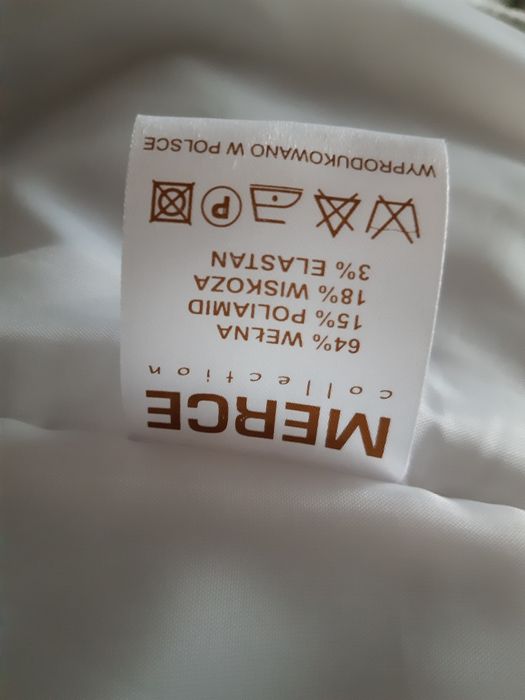 MERCE
collection
64% WEŁNA
15% POLIAMID
18% WISKOZA
3% ELASTAN
P
WYPRODUKOWANO W POLSCE